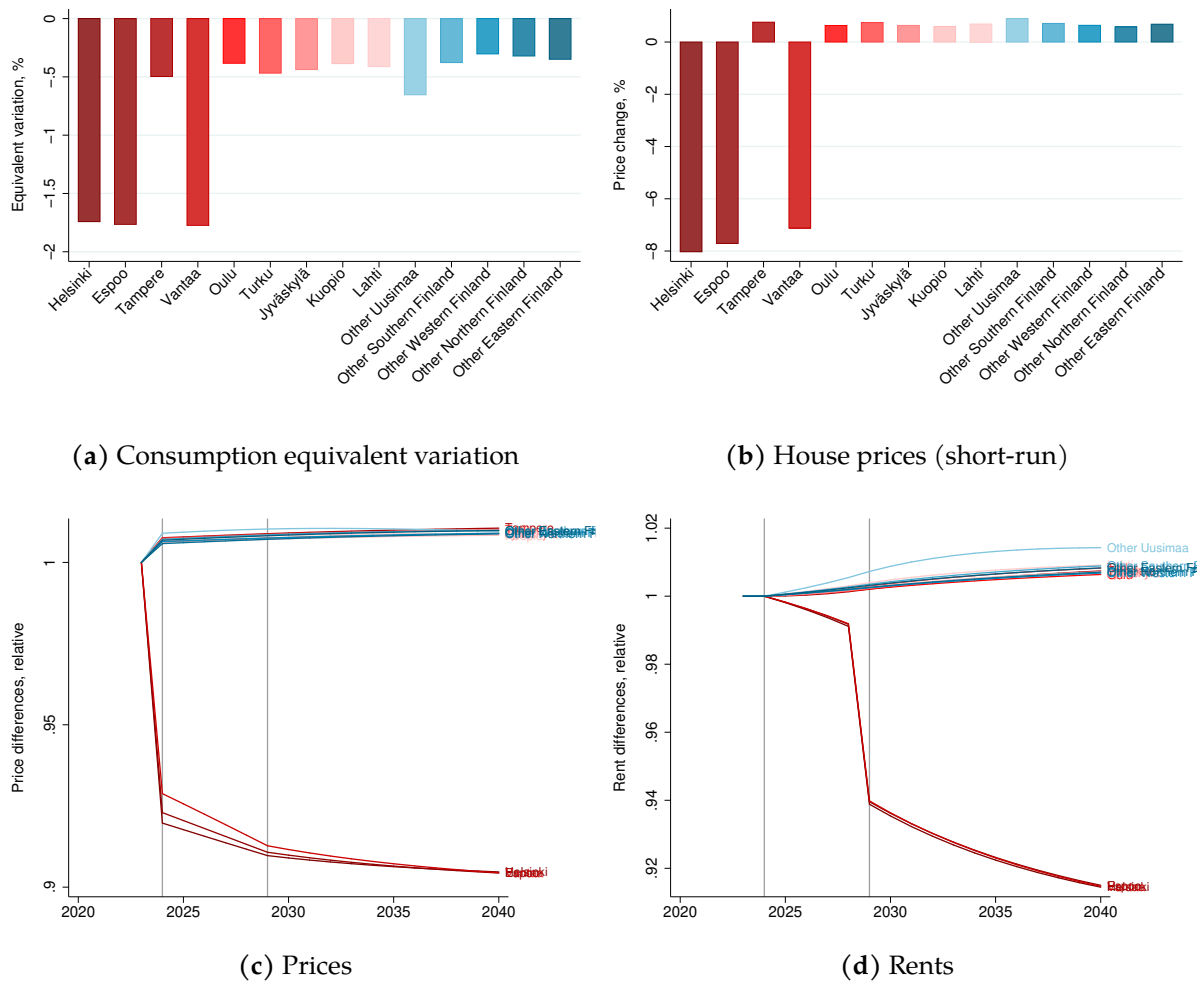 Equivalent variation, %
0
-.5
-1
-1.5
-2
Helsinki
Espoo
Tampere
Vantaa
Oulu
Turku
Jyväskylä
Kuopio
Lahti
Other Uusimaa
Other Southern Finland
Other Western Finland
Other Northern Finland
Other Eastern Finland
(a) Consumption equivalent variation
Price change, %
0
-2
-4
-6
-8
Helsinki
Espoo
Tampere
Vantaa
Oulu
Turku
Jyväskylä
Kuopio
Lahti
Other Uusimaa
Other Southern Finland
Other Western Finland
Other Northern Finland
Other Eastern Finland
(b) House prices (short-run)
Price differences, relative
1
.95
.9
2020
2025
2030
2035
2040
(c) Prices
Rent differences, relative
1.02
1
.98
.96
.94
.92
Other Uusimaa
2020
2025
2030
2035
2040
(d) Rents